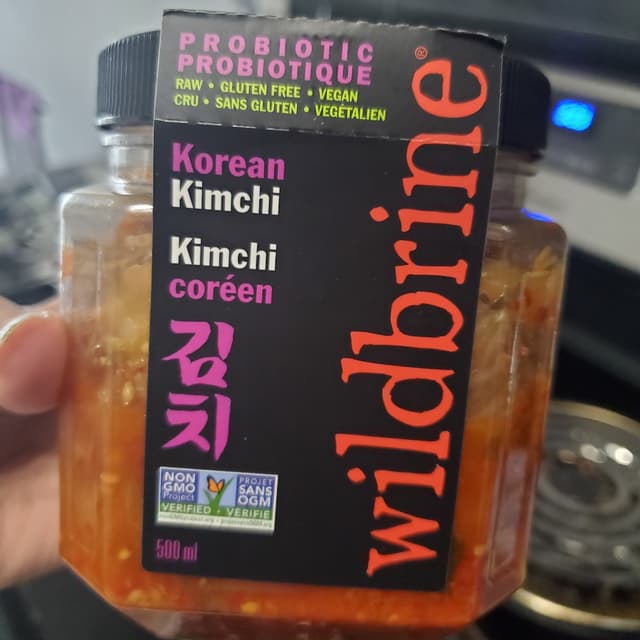 PROBIOTIC
PROBIOTIQUE
RAW • GLUTEN FREE • VEGAN
CRU • SANS GLUTEN • VEGÉTALIEN
Korean
Kimchi
Kimchi
coréen
김
치
wildbrine®
NON
GMO
Project
VERIFIED
PROJET
SANS
OGM
VÉRIFIÉ
500 ml